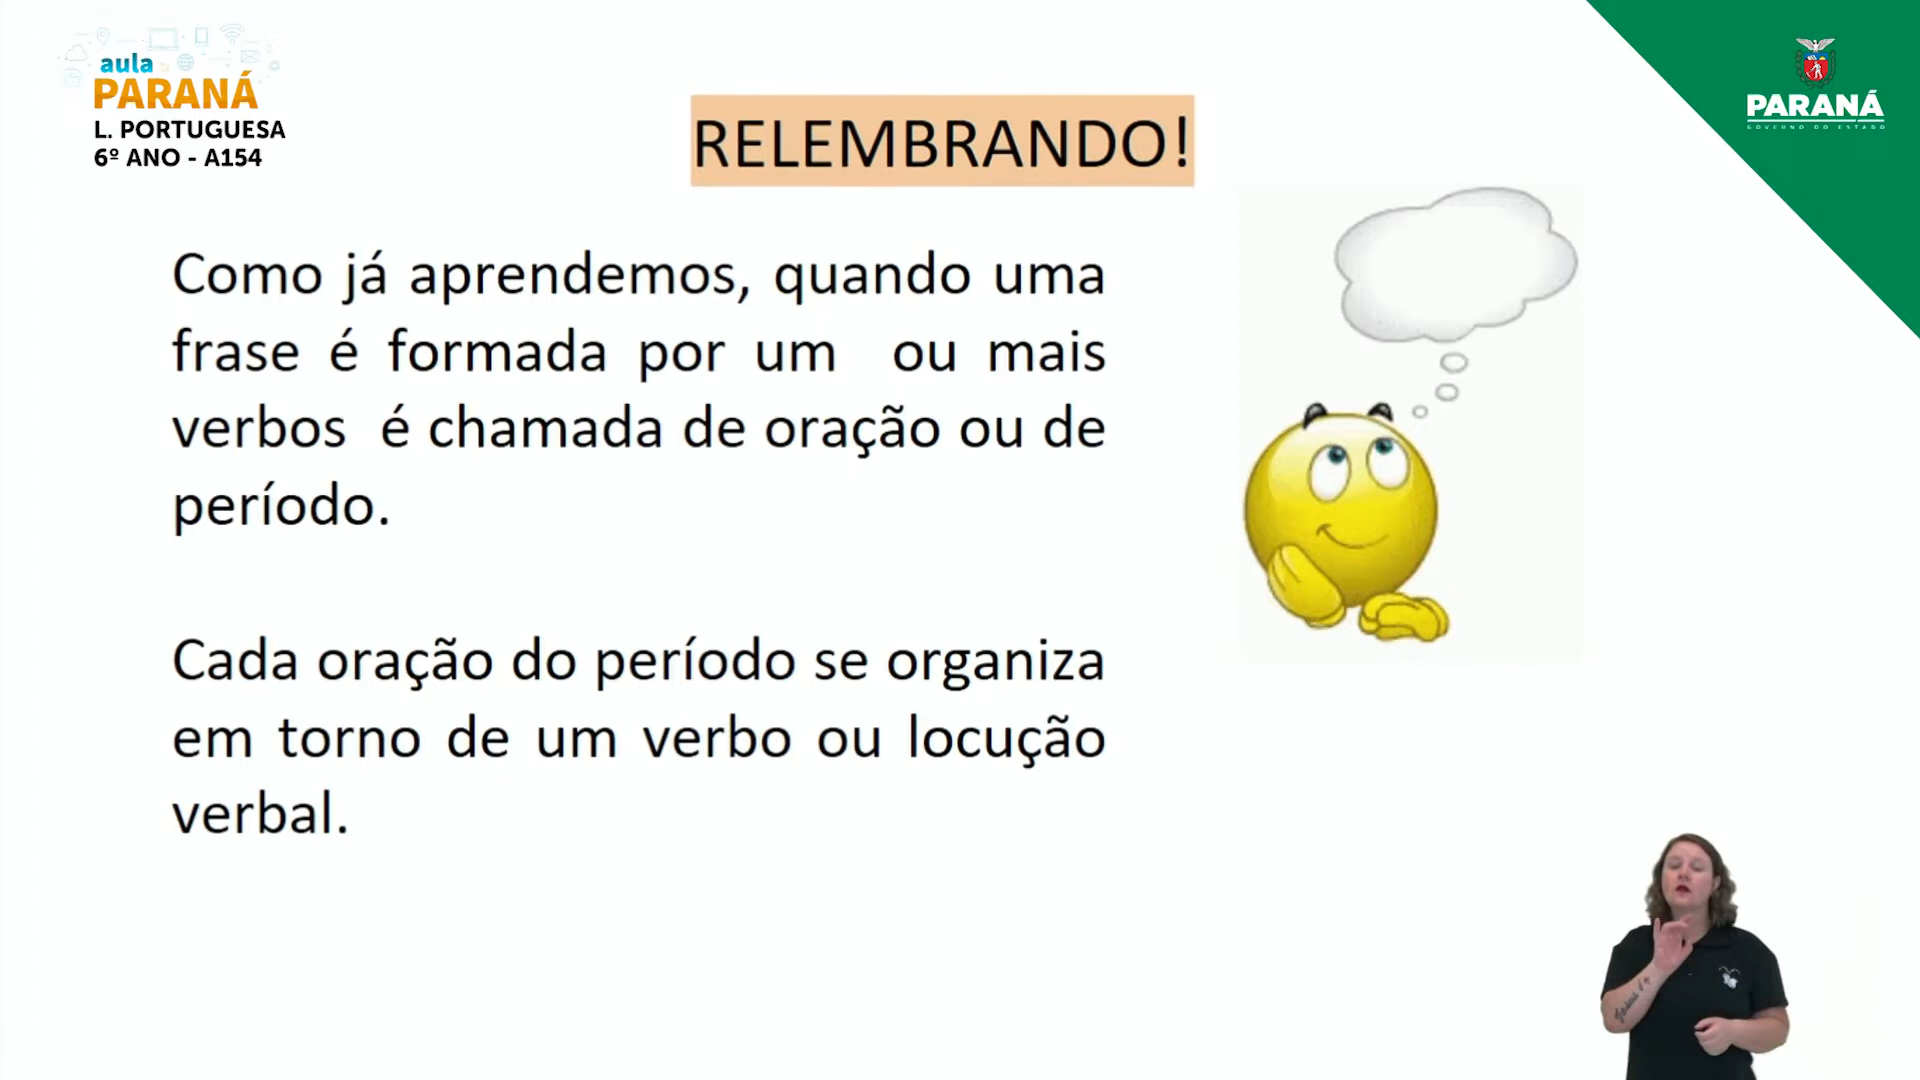 aula
PARANÁ
L. PORTUGUESA
6º ANO - A154
PARANÁ
GOVERNO DO ESTADO
RELEMBRANDO!
Como já aprendemos, quando uma
frase é formada por um ou mais
verbos é chamada de oração ou de
período.
Cada oração do período se organiza
em torno de um verbo ou locução
verbal.